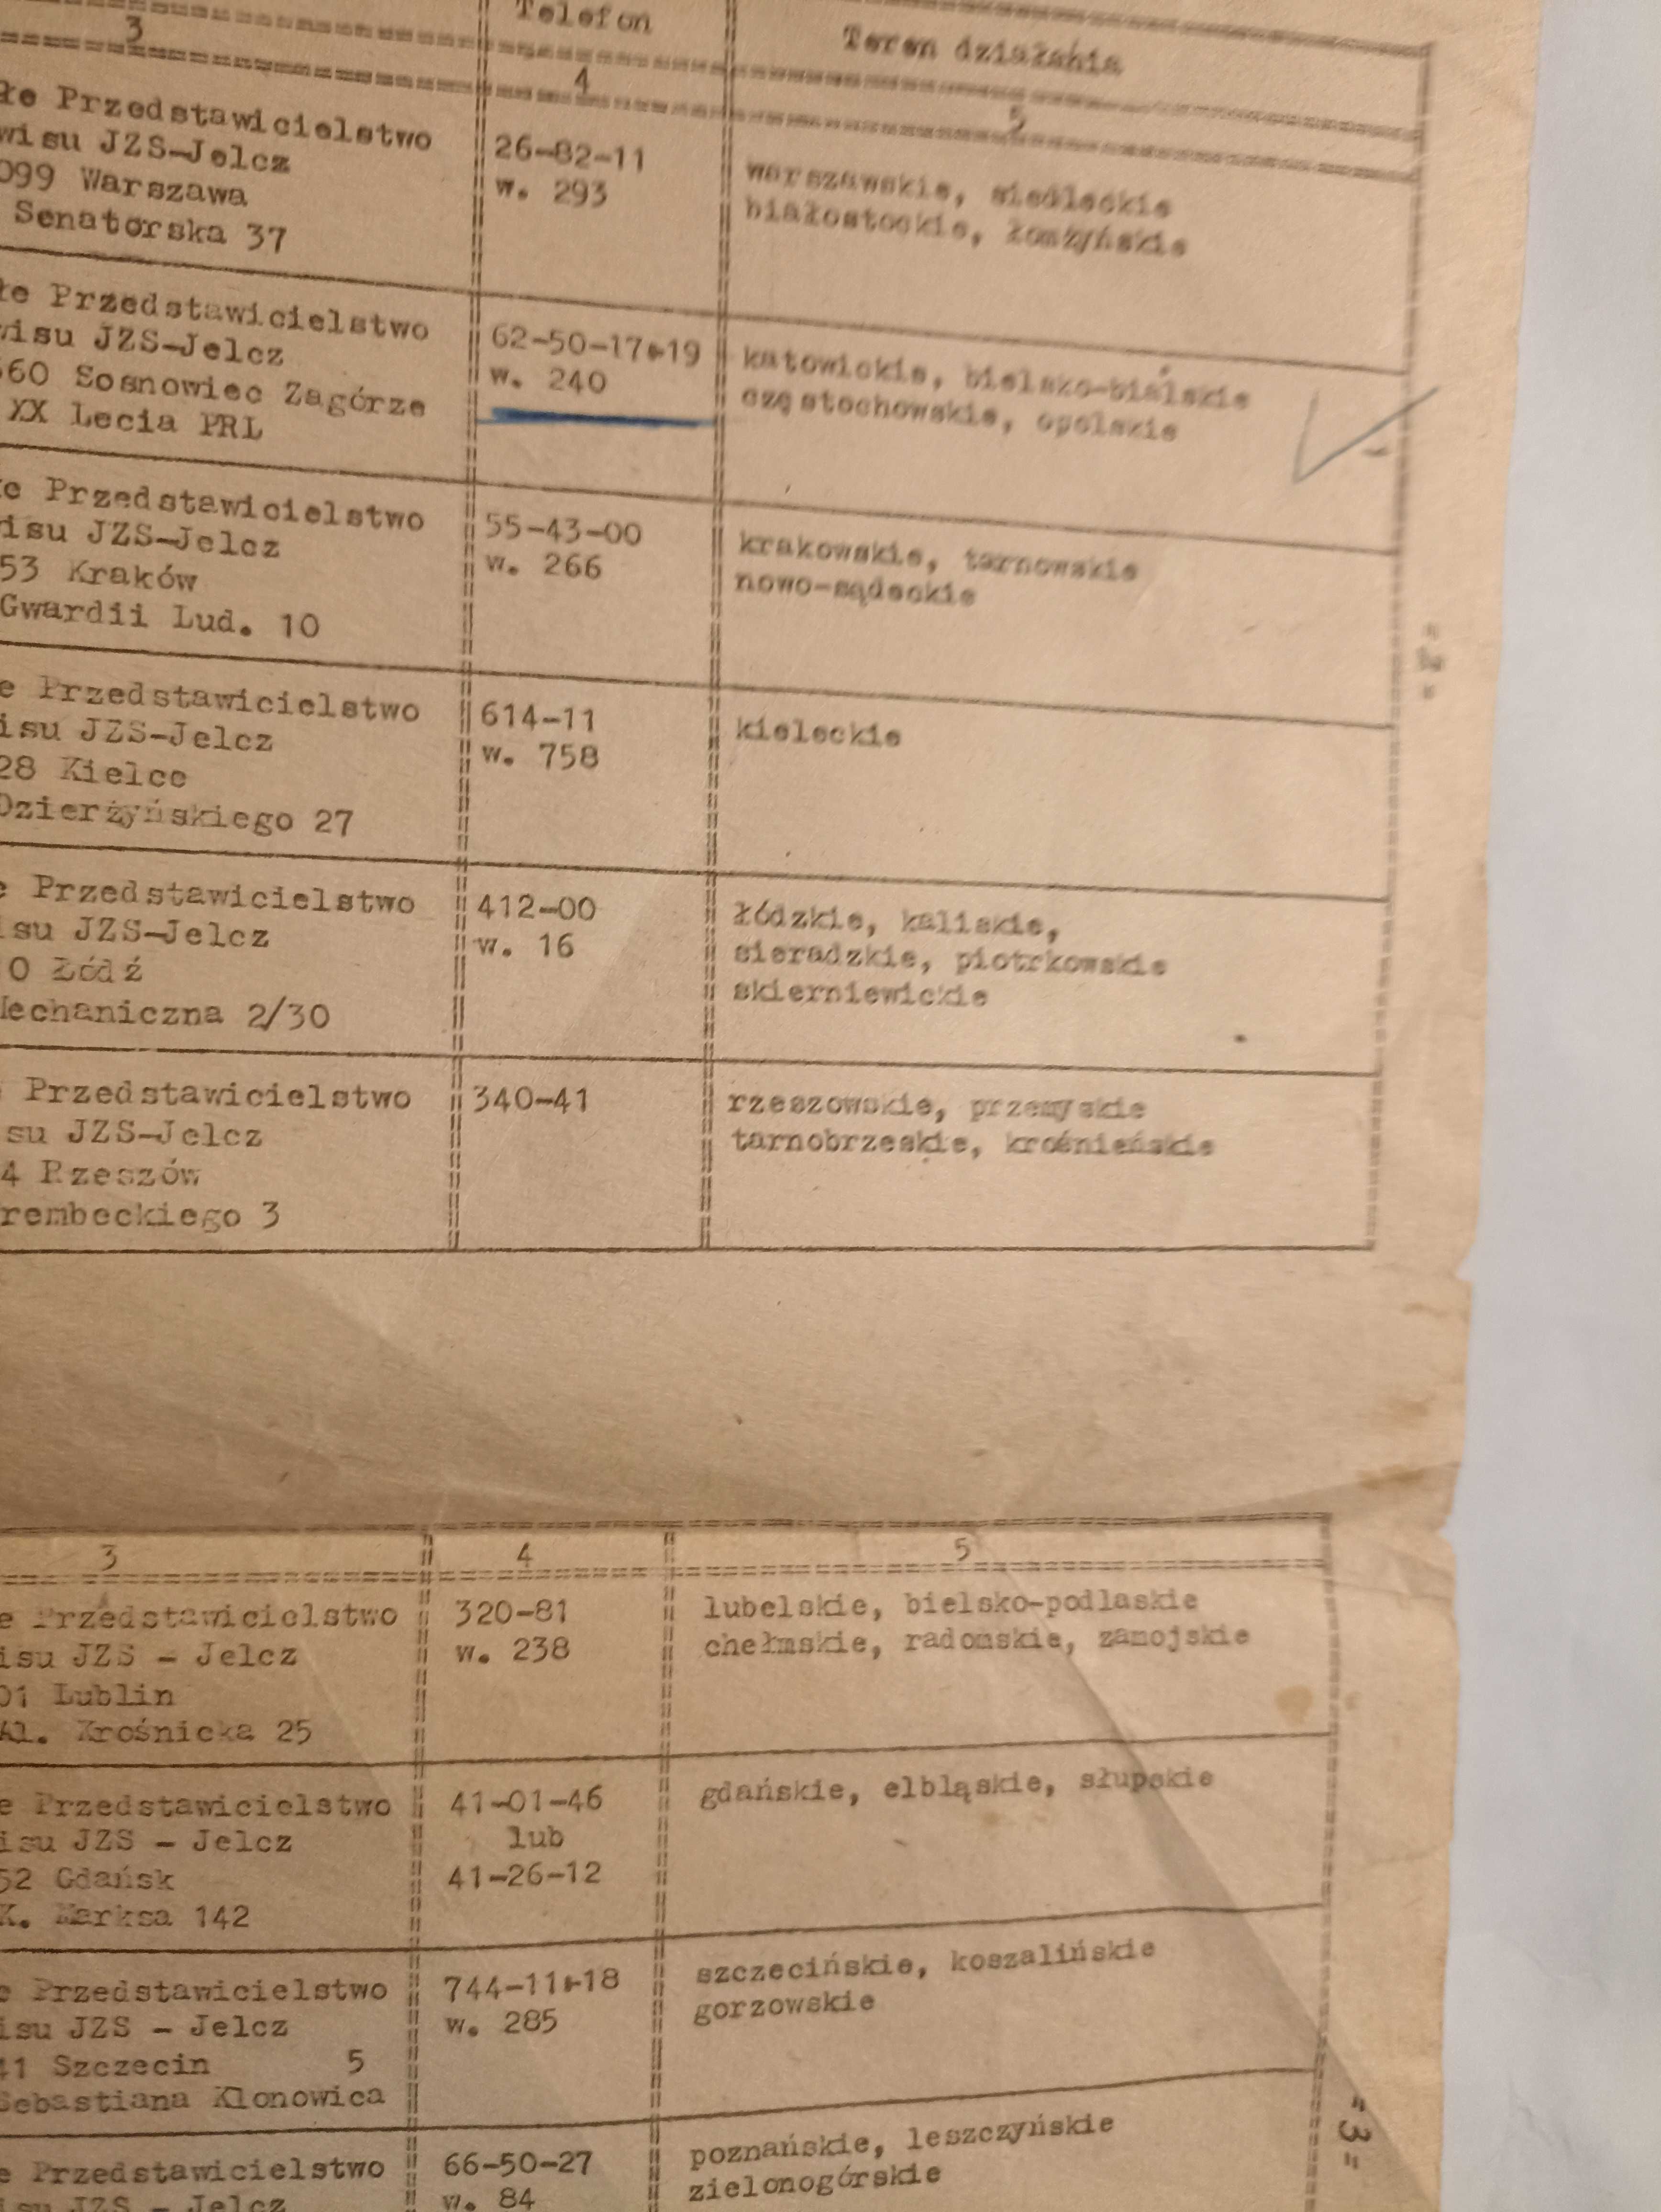 Telefon
Teren działania
3
4
5
łe Przedstawicielstwo
wisu JZS-Jelcz
099 Warszawa
Senatorska 37
26-82-11
w. 293
warszawskie, siedleckie
białostockie, łomżyńskie
łe Przedstawicielstwo
wisu JZS-Jelcz
560 Sosnowiec Zagórze
XX Lecia PRL
62-50-17+19
w. 240
katowickie, bielsko-bialskie
częstochowskie, opolskie
e Przedstawicielstwo
isu JZS-Jelcz
53 Kraków
Gwardii Lud. 10
55-43-00
w. 266
krakowskie, tarnowskie
nowo-sądeckie
= 2 =
e Przedstawicielstwo
isu JZS-Jelcz
28 Kielce
Dzierżyńskiego 27
614-11
w. 758
kieleckie
e Przedstawicielstwo
isu JZS-Jelcz
0 Łódź
Mechaniczna 2/30
412-00
w. 16
łódzkie, kaliskie,
sieradzkie, piotrkowskie
skierniewickie
Przedstawicielstwo
su JZS-Jelcz
4 Rzeszów
rembeckiego 3
340-41
rzeszowskie, przemyskie
tarnobrzeskie, krośnieńskie
3
4
5
e Przedstawicielstwo
isu JZS - Jelcz
01 Lublin
Al. Krośnicka 25
320-81
w. 238
lubelskie, bielsko-podlaskie
chełmskie, radomskie, zamojskie
e Przedstawicielstwo
isu JZS - Jelcz
52 Gdańsk
K. Marksa 142
41-01-46
lub
41-26-12
gdańskie, elbląskie, słupskie
e Przedstawicielstwo
isu JZS - Jelcz
41 Szczecin 5
Sebastiana Klonowica
744-11+18
w. 285
szczecińskie, koszalińskie
gorzowskie
= 3 =
e Przedstawicielstwo
isu JZS - Jelcz
66-50-27
w. 84
poznańskie, leszczyńskie
zielonogórskie